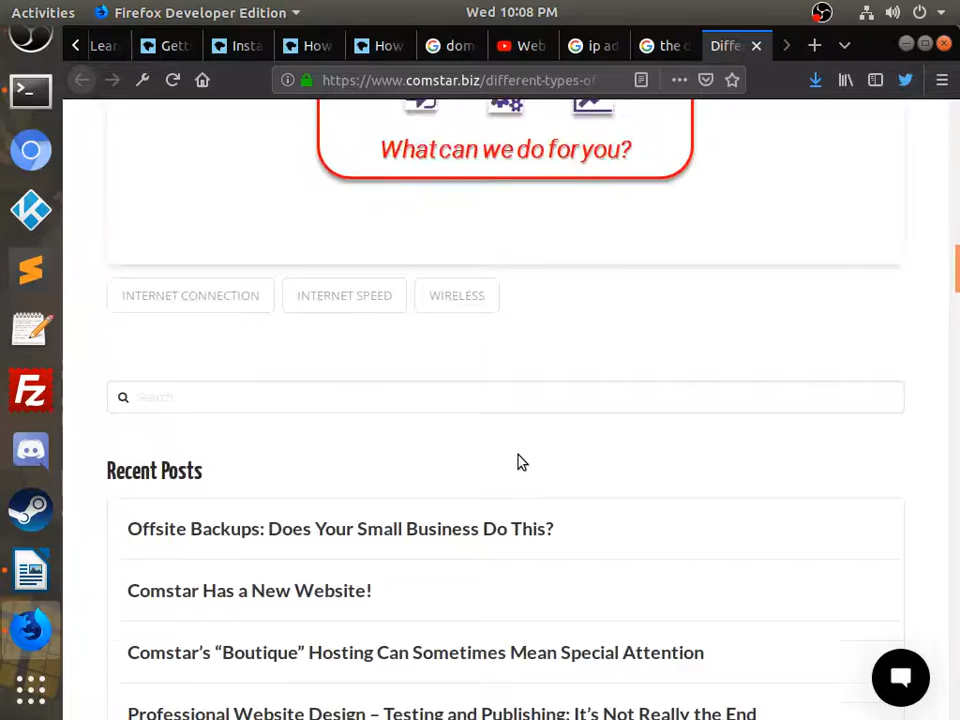 Activities Firefox Developer Edition Wed 10:08 PM
Lear Gett Insta How How dom Web ip ad the d Diffe
https://www.comstar.biz/different-types-of
What can we do for you?
INTERNET CONNECTION INTERNET SPEED WIRELESS
Search
Recent Posts
Offsite Backups: Does Your Small Business Do This?
Comstar Has a New Website!
Comstar’s “Boutique” Hosting Can Sometimes Mean Special Attention
Professional Website Design – Testing and Publishing: It’s Not Really the End